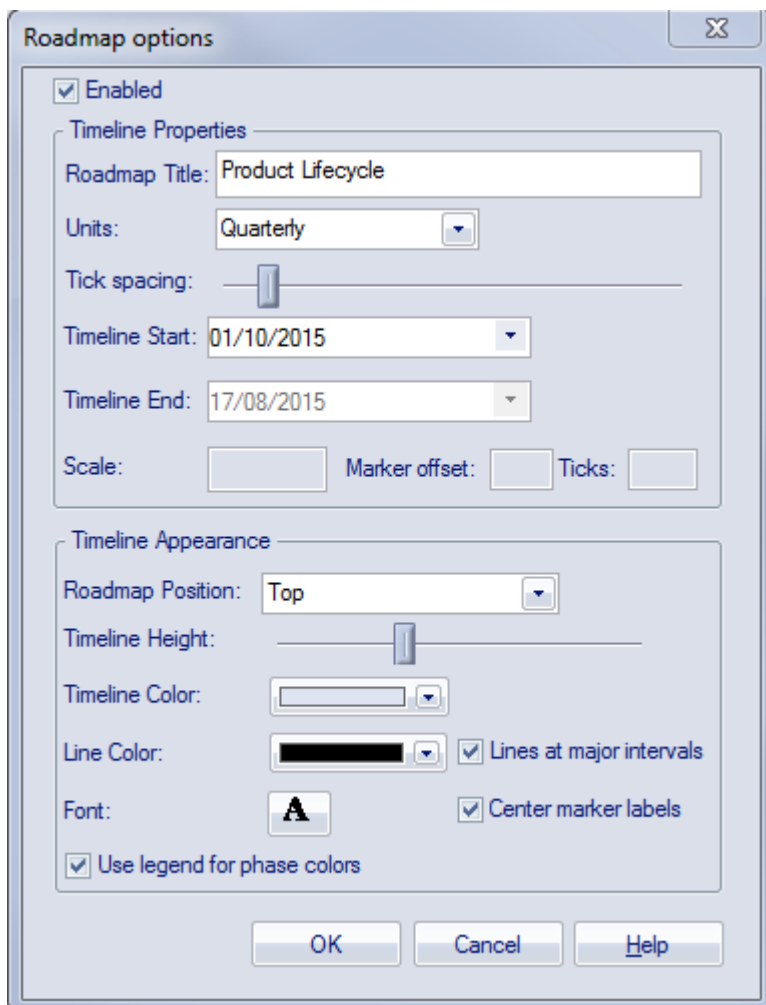 Roadmap options
Enabled
Timeline Properties
Roadmap Title: Product Lifecycle
Units: Quarterly
Tick spacing:
Timeline Start: 01/10/2015
Timeline End: 17/08/2015
Scale: Marker offset: Ticks:
Timeline Appearance
Roadmap Position: Top
Timeline Height:
Timeline Color:
Line Color: Lines at major intervals
Font: A Center marker labels
Use legend for phase colors
OK Cancel Help